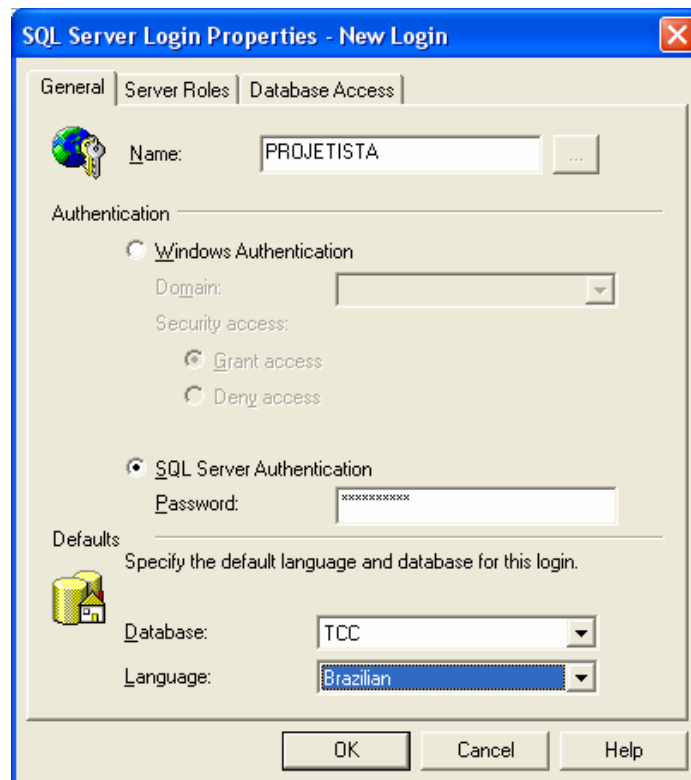 SQL Server Login Properties - New Login
General Server Roles Database Access
Name: PROJETISTA ...
Authentication
Windows Authentication
Domain:
Security access:
Grant access
Deny access
SQL Server Authentication
Password: **********
Defaults
Specify the default language and database for this login.
Database: TCC
Language: Brazilian
OK Cancel Help